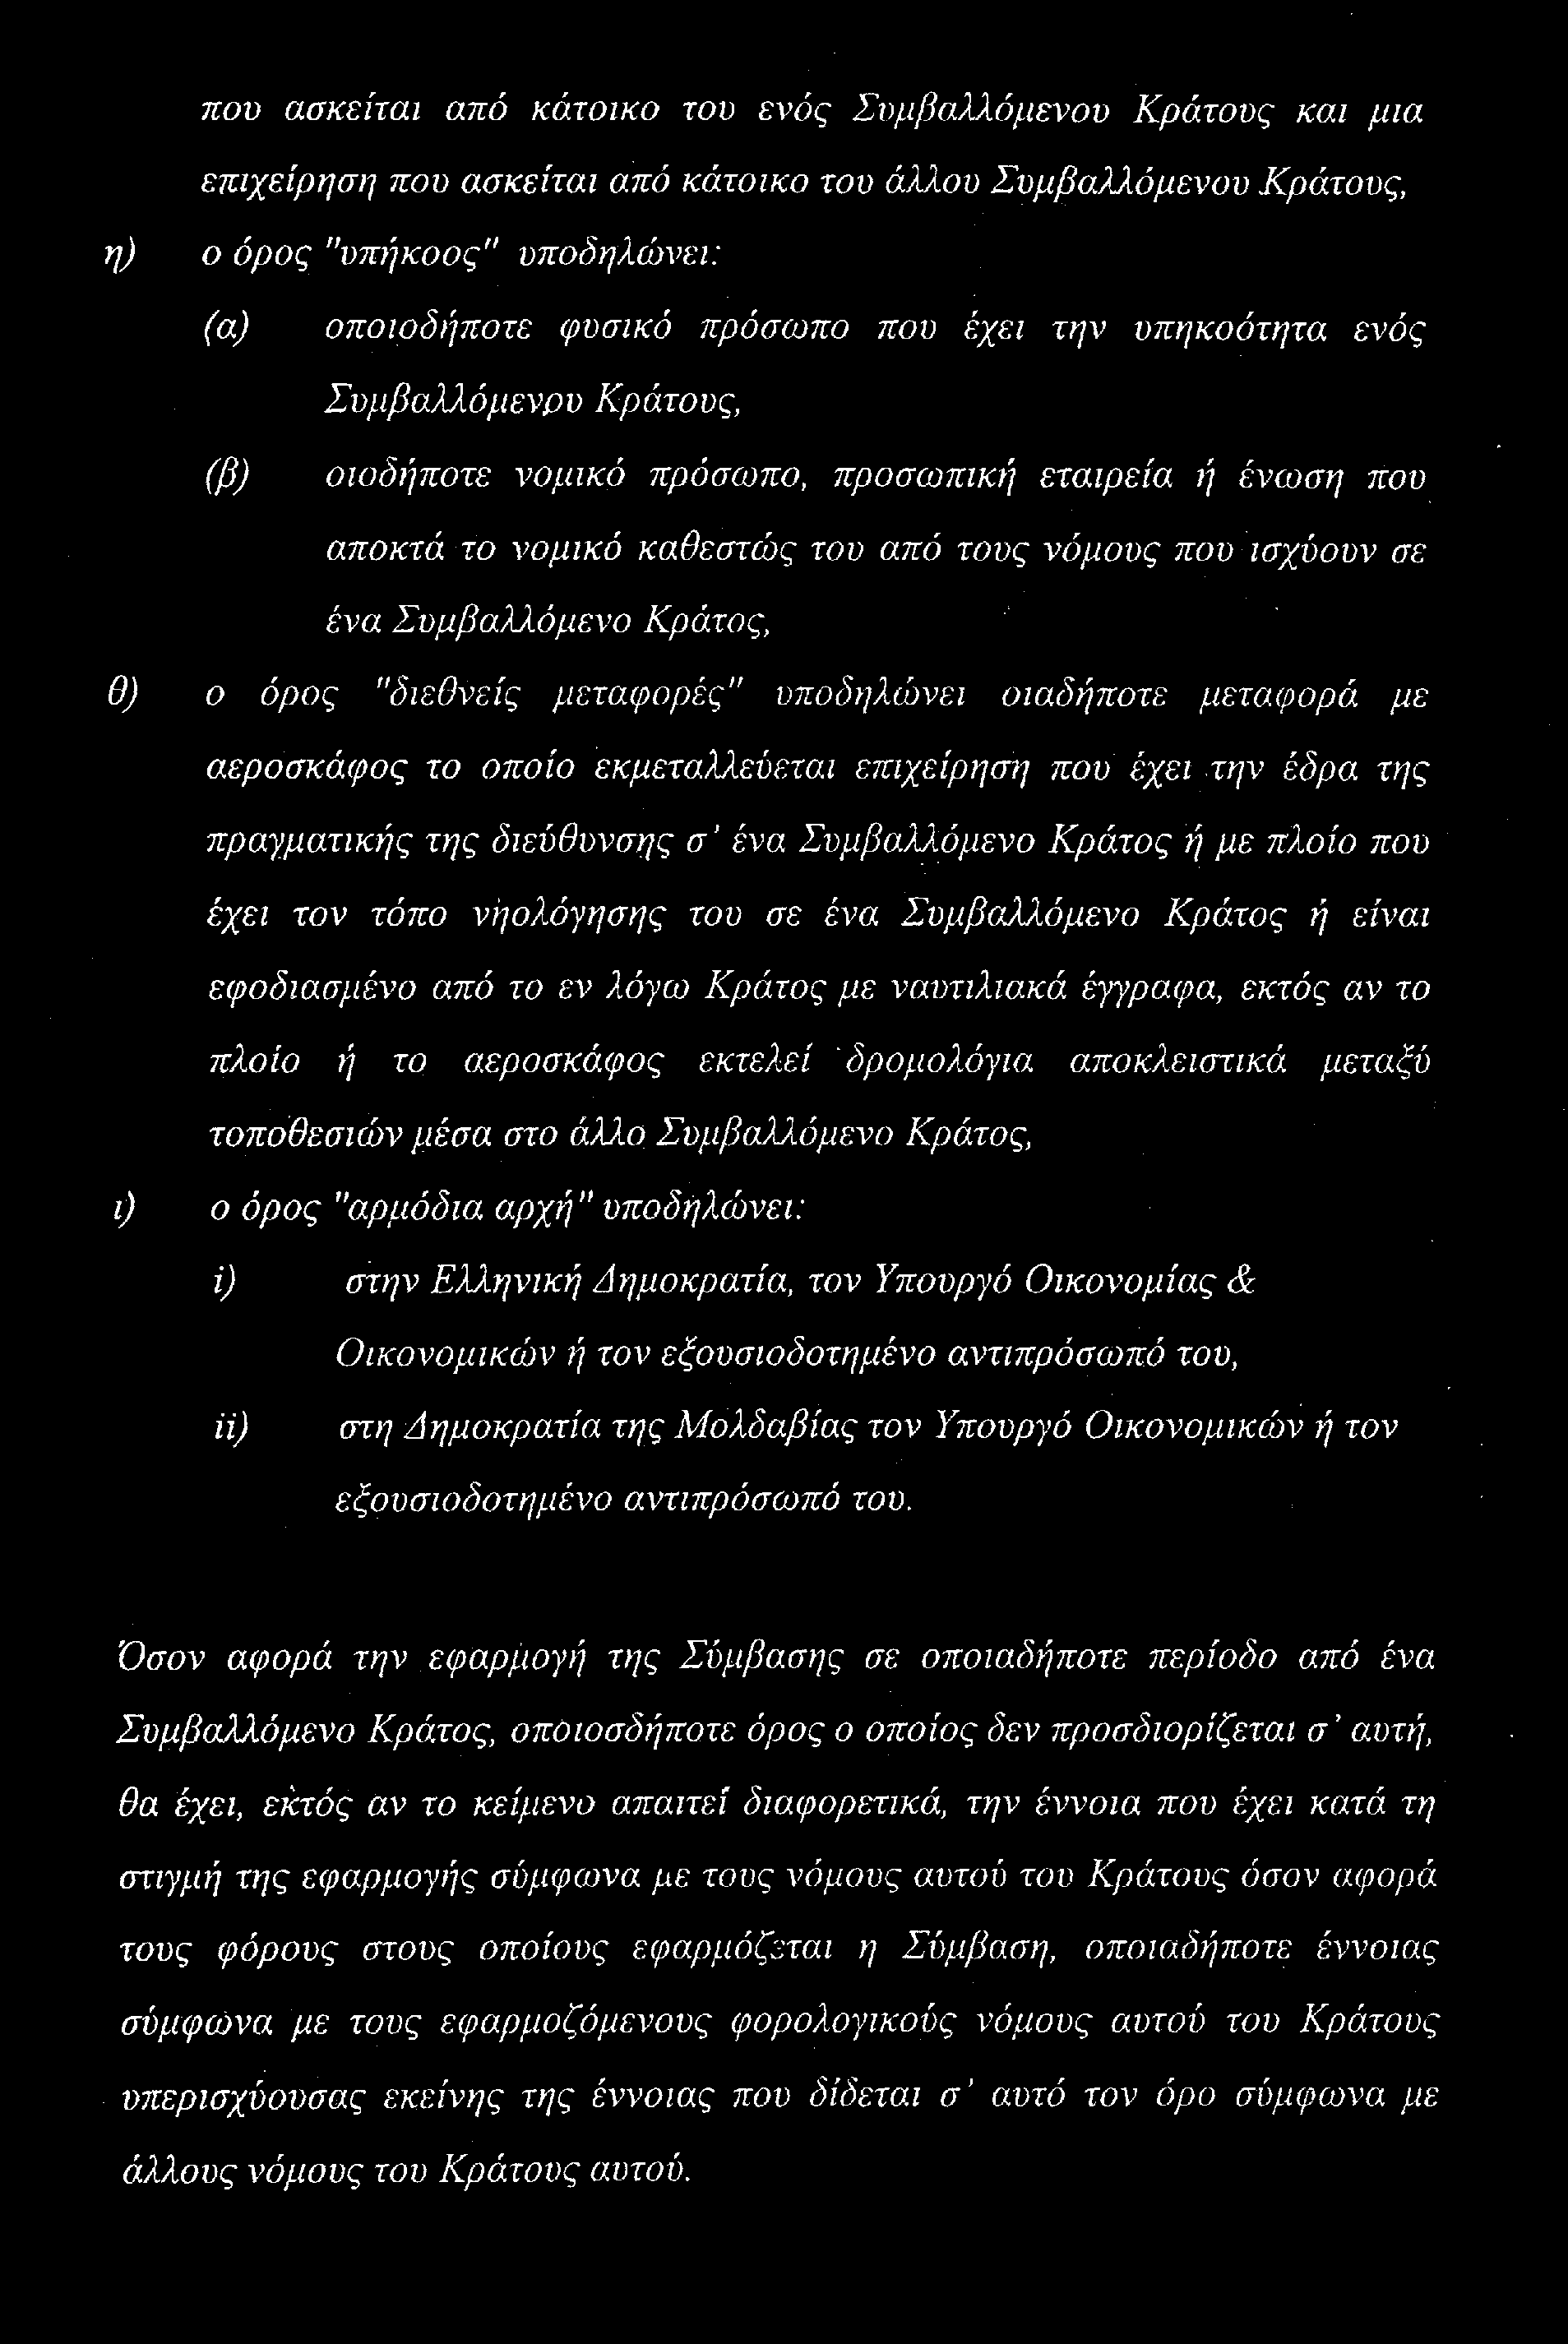 που ασκείται από κάτοικο του ενός Συμβαλλόμενου Κράτους και μια
επιχείρηση που ασκείται από κάτοικο του άλλου Συμβαλλόμενου Κράτους,
η) ο όρος "υπήκοος" υποδηλώνει:
(α) οποιοδήποτε φυσικό πρόσωπο που έχει την υπηκοότητα ενός
Συμβαλλόμενου Κράτους,
(β) οιοδήποτε νομικό πρόσωπο, προσωπική εταιρεία ή ένωση που
αποκτά το νομικό καθεστώς του από τους νόμους που ισχύουν σε
ένα Συμβαλλόμενο Κράτος,
θ) ο όρος "διεθνείς μεταφορές" υποδηλώνει οιαδήποτε μεταφορά με
αεροσκάφος το οποίο εκμεταλλεύεται επιχείρηση που έχει την έδρα της
πραγματικής της διεύθυνσης σ' ένα Συμβαλλόμενο Κράτος ή με πλοίο που
έχει τον τόπο νηολόγησης του σε ένα Συμβαλλόμενο Κράτος ή είναι
εφοδιασμένο από το εν λόγω Κράτος με ναυτιλιακά έγγραφα, εκτός αν το
πλοίο ή το αεροσκάφος εκτελεί δρομολόγια αποκλειστικά μεταξύ
τοποθεσιών μέσα στο άλλο Συμβαλλόμενο Κράτος,
ι) ο όρος "αρμόδια αρχή" υποδηλώνει:
i) στην Ελληνική Δημοκρατία, τον Υπουργό Οικονομίας &
Οικονομικών ή τον εξουσιοδοτημένο αντιπρόσωπό του,
ii) στη Δημοκρατία της Μολδαβίας τον Υπουργό Οικονομικών ή τον
εξουσιοδοτημένο αντιπρόσωπό του.
Όσον αφορά την εφαρμογή της Σύμβασης σε οποιαδήποτε περίοδο από ένα
Συμβαλλόμενο Κράτος, οποιοσδήποτε όρος ο οποίος δεν προσδιορίζεται σ' αυτή,
θα έχει, εκτός αν το κείμενο απαιτεί διαφορετικά, την έννοια που έχει κατά τη
στιγμή της εφαρμογής σύμφωνα με τους νόμους αυτού του Κράτους όσον αφορά
τους φόρους στους οποίους εφαρμόζεται η Σύμβαση, οποιαδήποτε έννοιας
σύμφωνα με τους εφαρμοζόμενους φορολογικούς νόμους αυτού του Κράτους
υπερισχύουσας εκείνης της έννοιας που δίδεται σ' αυτό τον όρο σύμφωνα με
άλλους νόμους του Κράτους αυτού.